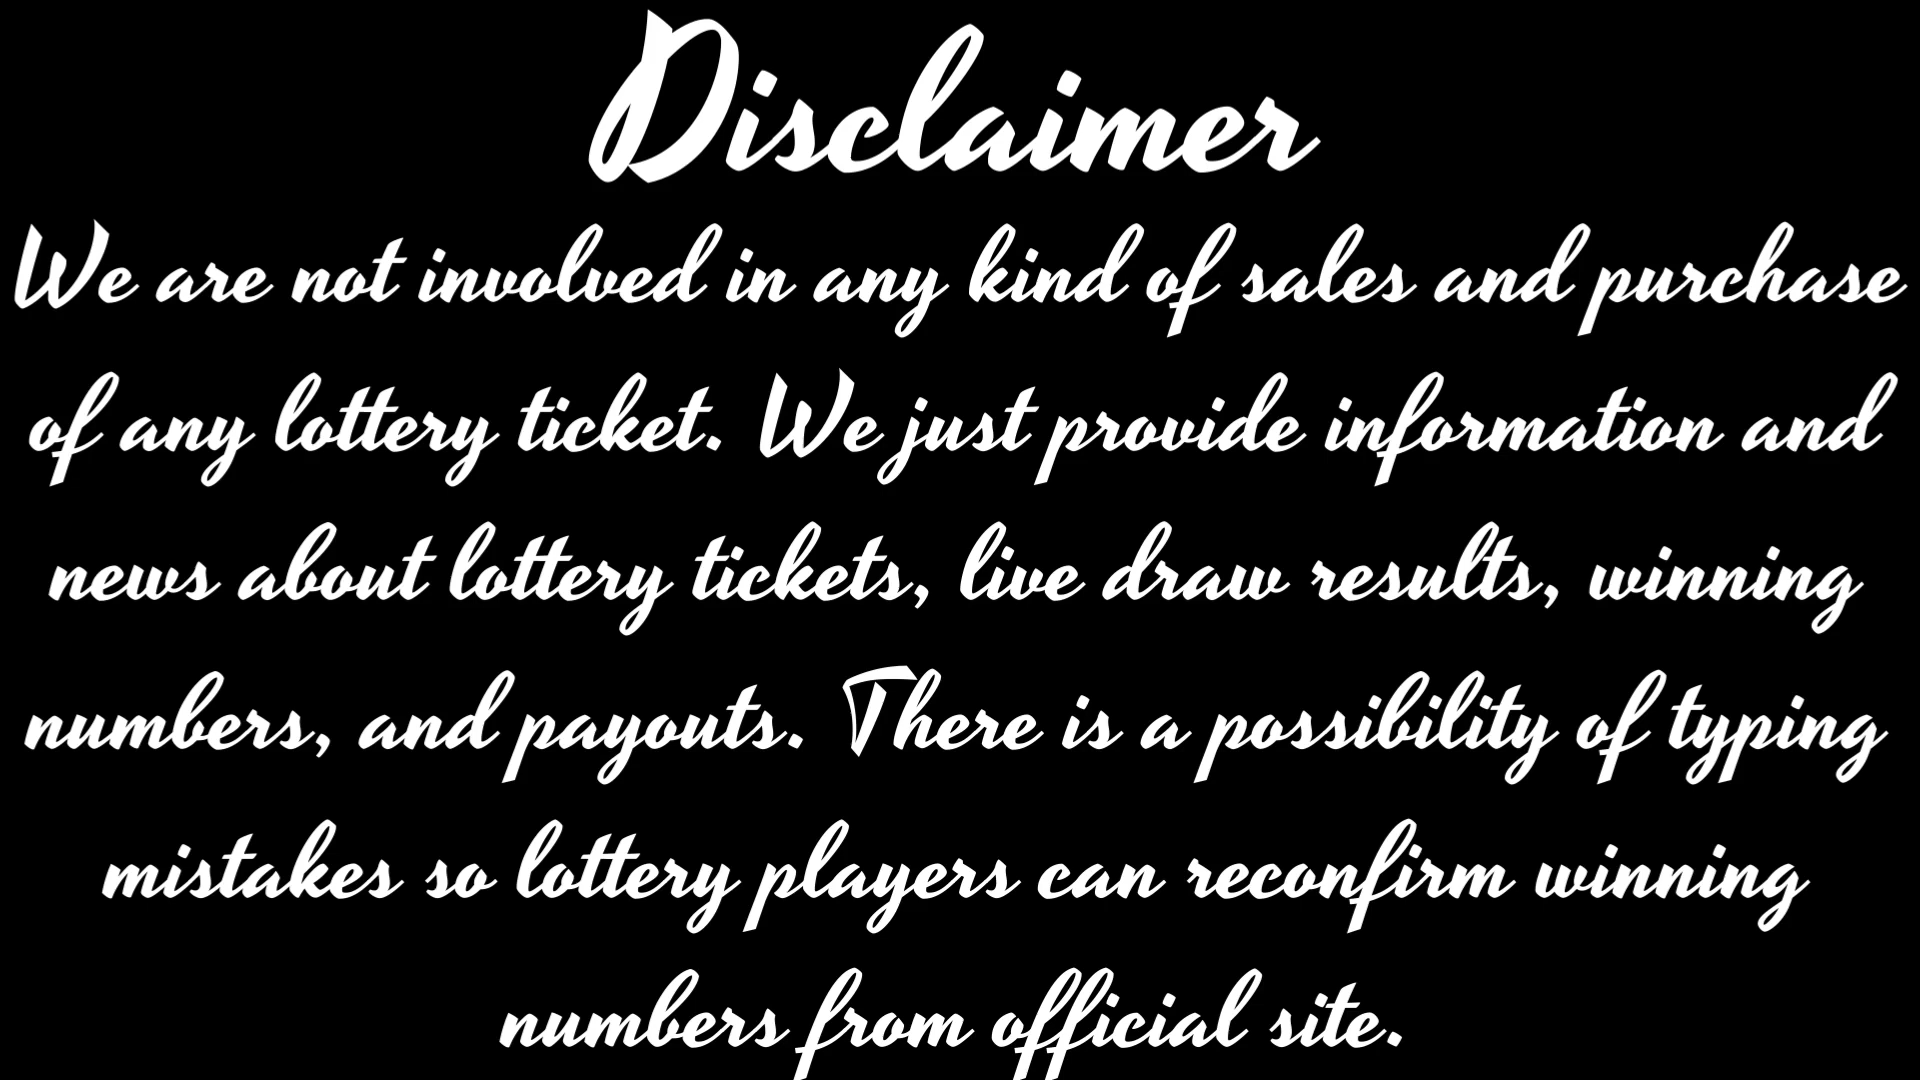 Disclaimer
We are not involved in any kind of sales and purchase
of any lottery ticket. We just provide information and
news about lottery tickets, live draw results, winning
numbers, and payouts. There is a possibility of typing
mistakes so lottery players can reconfirm winning
numbers from official site.